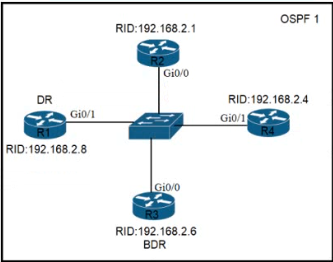 OSPF 1
RID:192.168.2.1
R2
Gi0/0
DR
Gi0/1
R1
RID:192.168.2.8
RID:192.168.2.4
Gi0/1
R4
Gi0/0
R3
RID:192.168.2.6
BDR